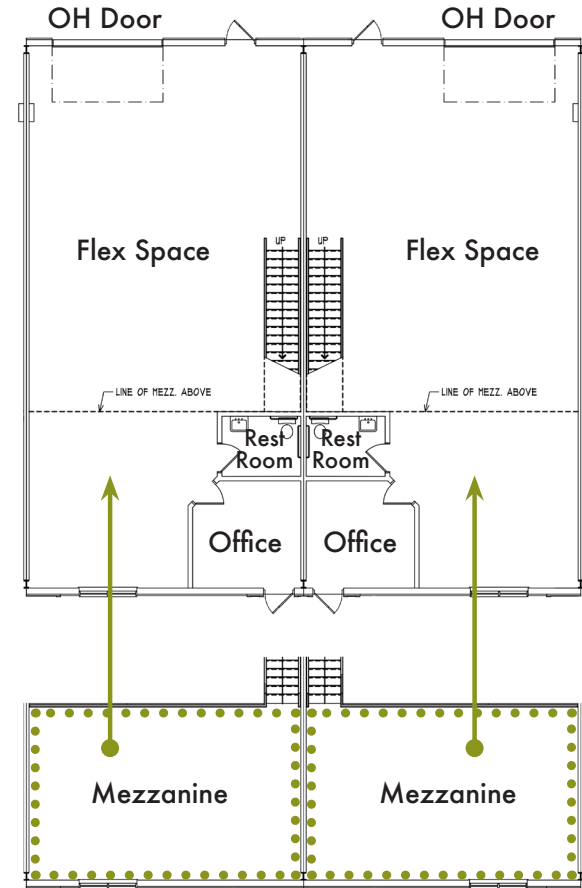 OH Door
OH Door
Flex Space
Flex Space
UP
UP
LINE OF MEZZ. ABOVE
LINE OF MEZZ. ABOVE
Rest
Room
Rest
Room
Office
Office
Mezzanine
Mezzanine